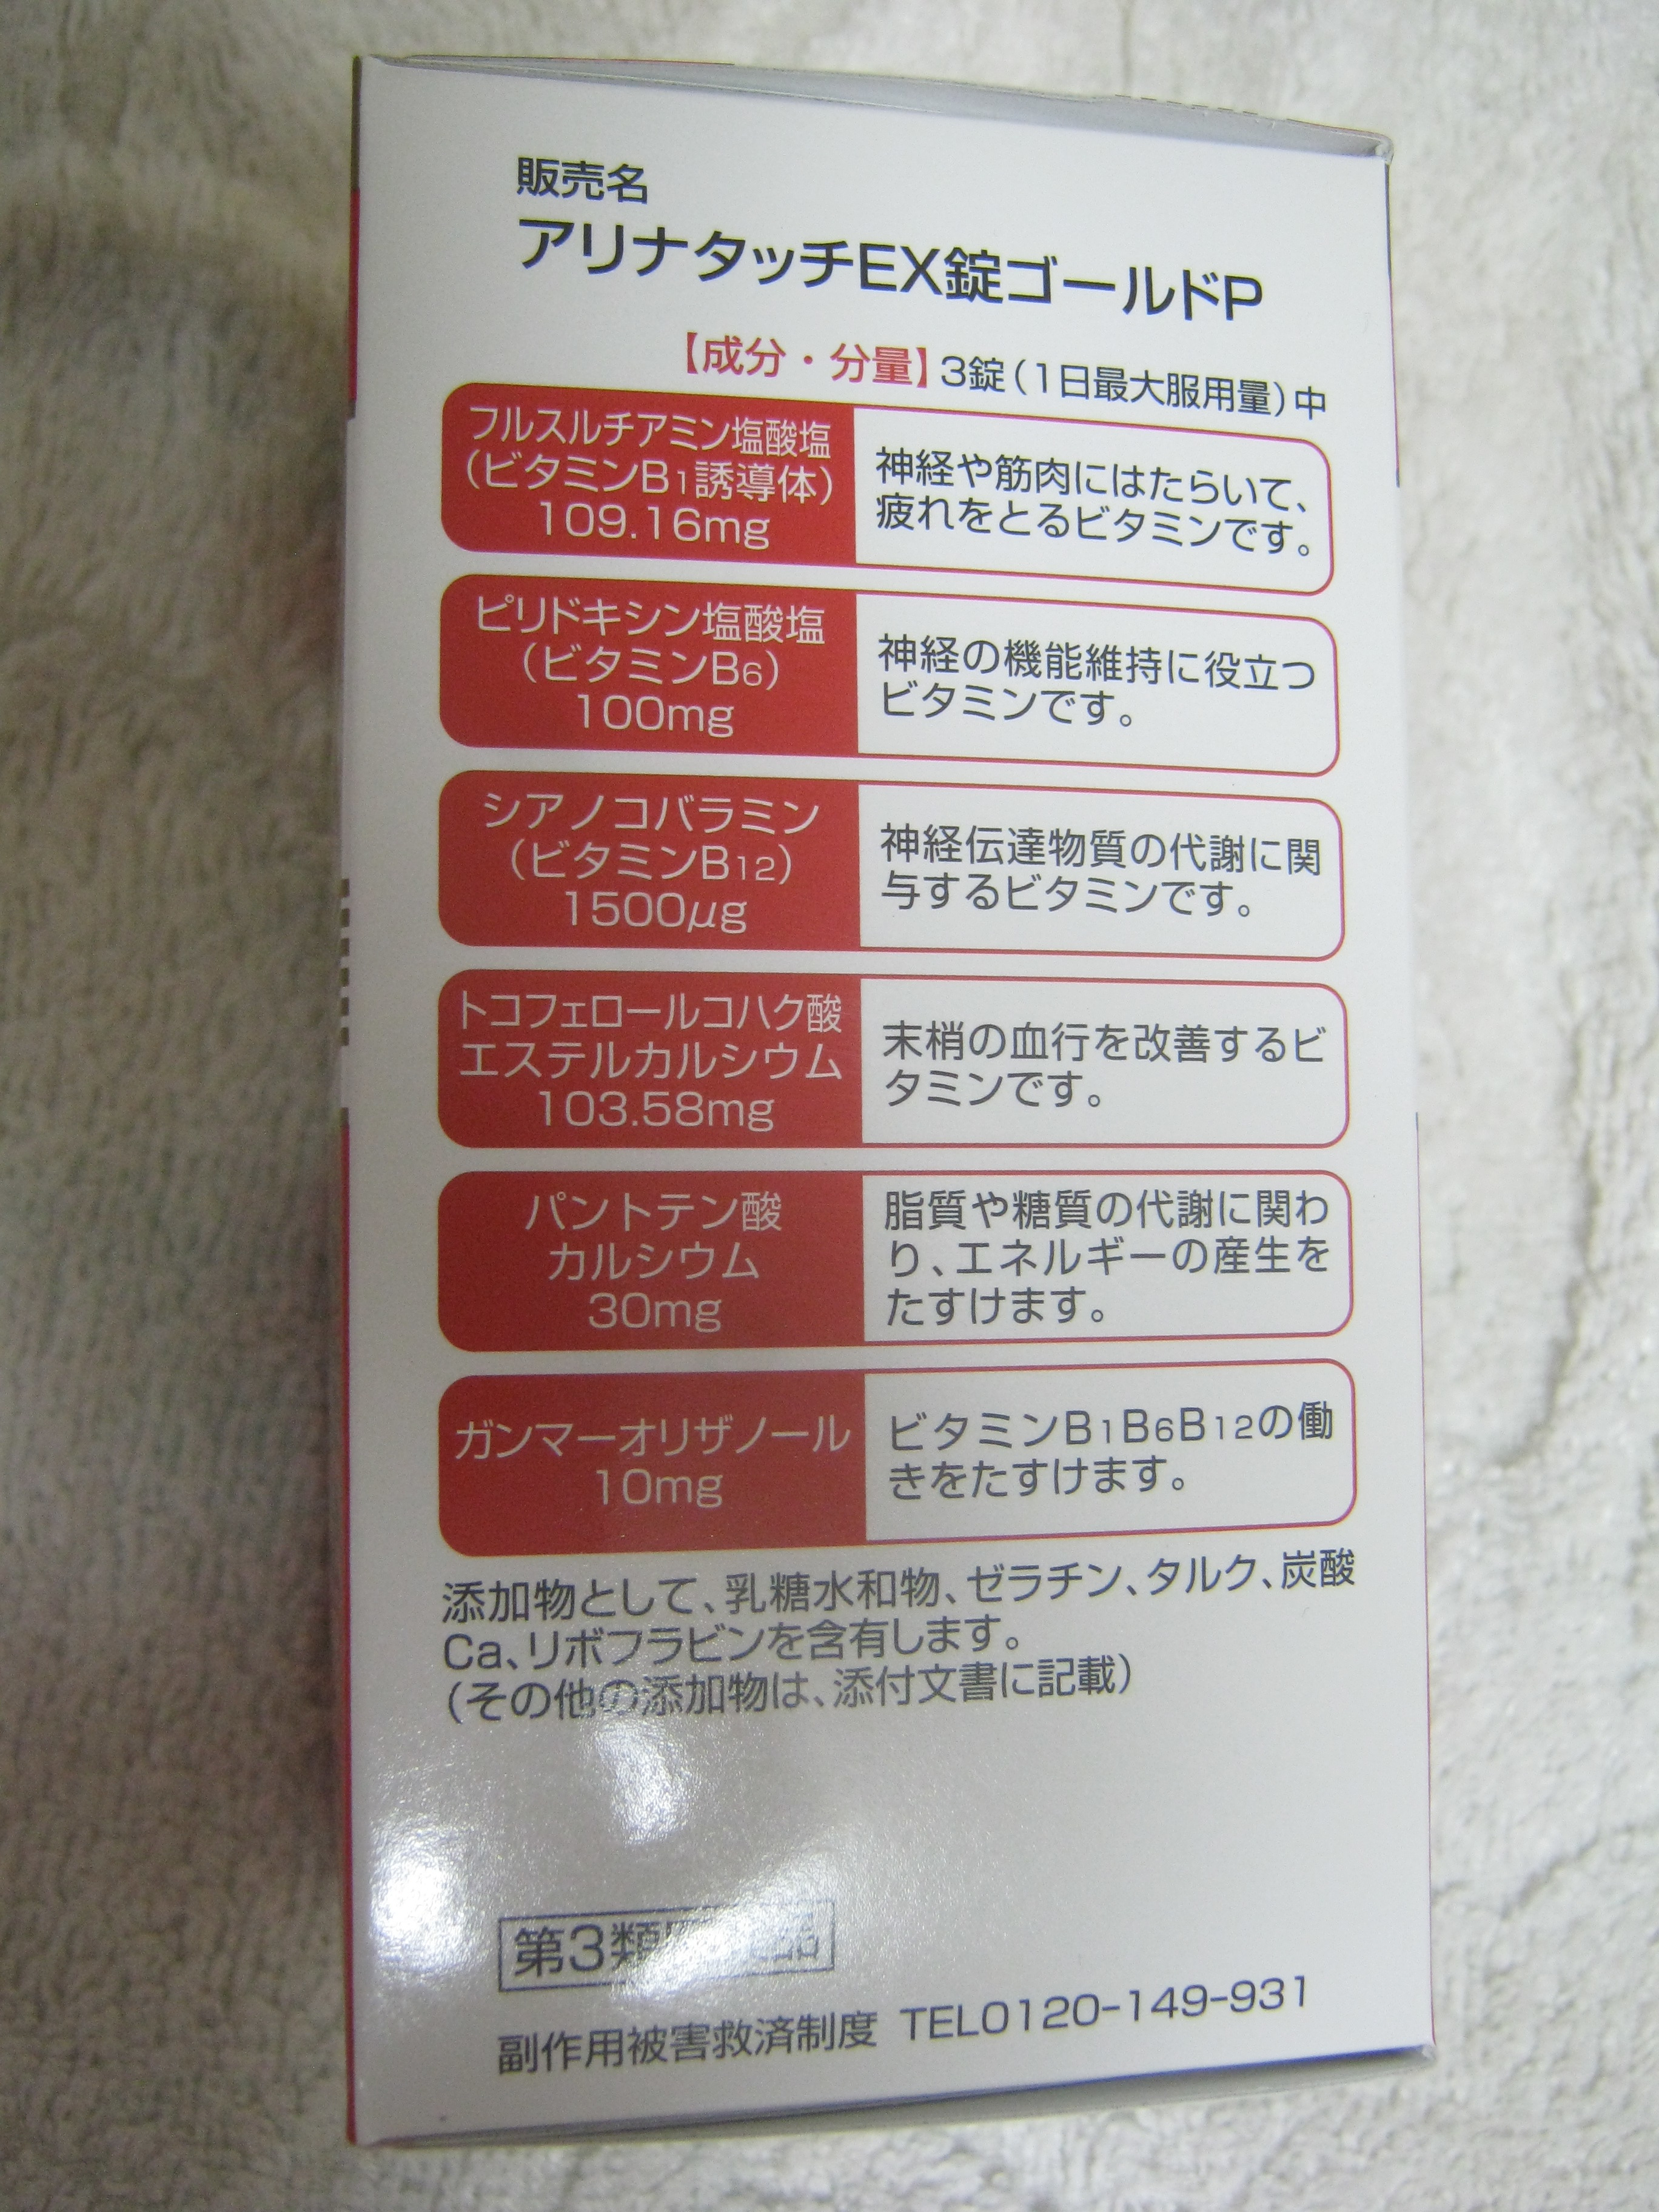 販売名
アリナタッチEX錠ゴールドP
【成分・分量】3錠(1日最大服用量)中
フルスルチアミン塩酸塩
(ビタミンB1誘導体)
109.16mg
神経や筋肉にはたらいて、
疲れをとるビタミンです。
ピリドキシン塩酸塩
(ビタミンB6)
100mg
神経の機能維持に役立つ
ビタミンです。
シアノコバラミン
(ビタミンB12)
1500μg
神経伝達物質の代謝に関
与するビタミンです。
トコフェロールコハク酸
エステルカルシウム
103.58mg
末梢の血行を改善するビ
タミンです。
パントテン酸
カルシウム
30mg
脂質や糖質の代謝に関わ
り、エネルギーの産生を
たすけます。
ガンマーオリザノール
10mg
ビタミンB1B6B12の働
きをたすけます。
添加物として、乳糖水和物、ゼラチン、タルク、炭酸
Ca、リボフラビンを含有します。
(その他の添加物は、添付文書に記載)
第3類
副作用被害救済制度 TEL0120-149-931